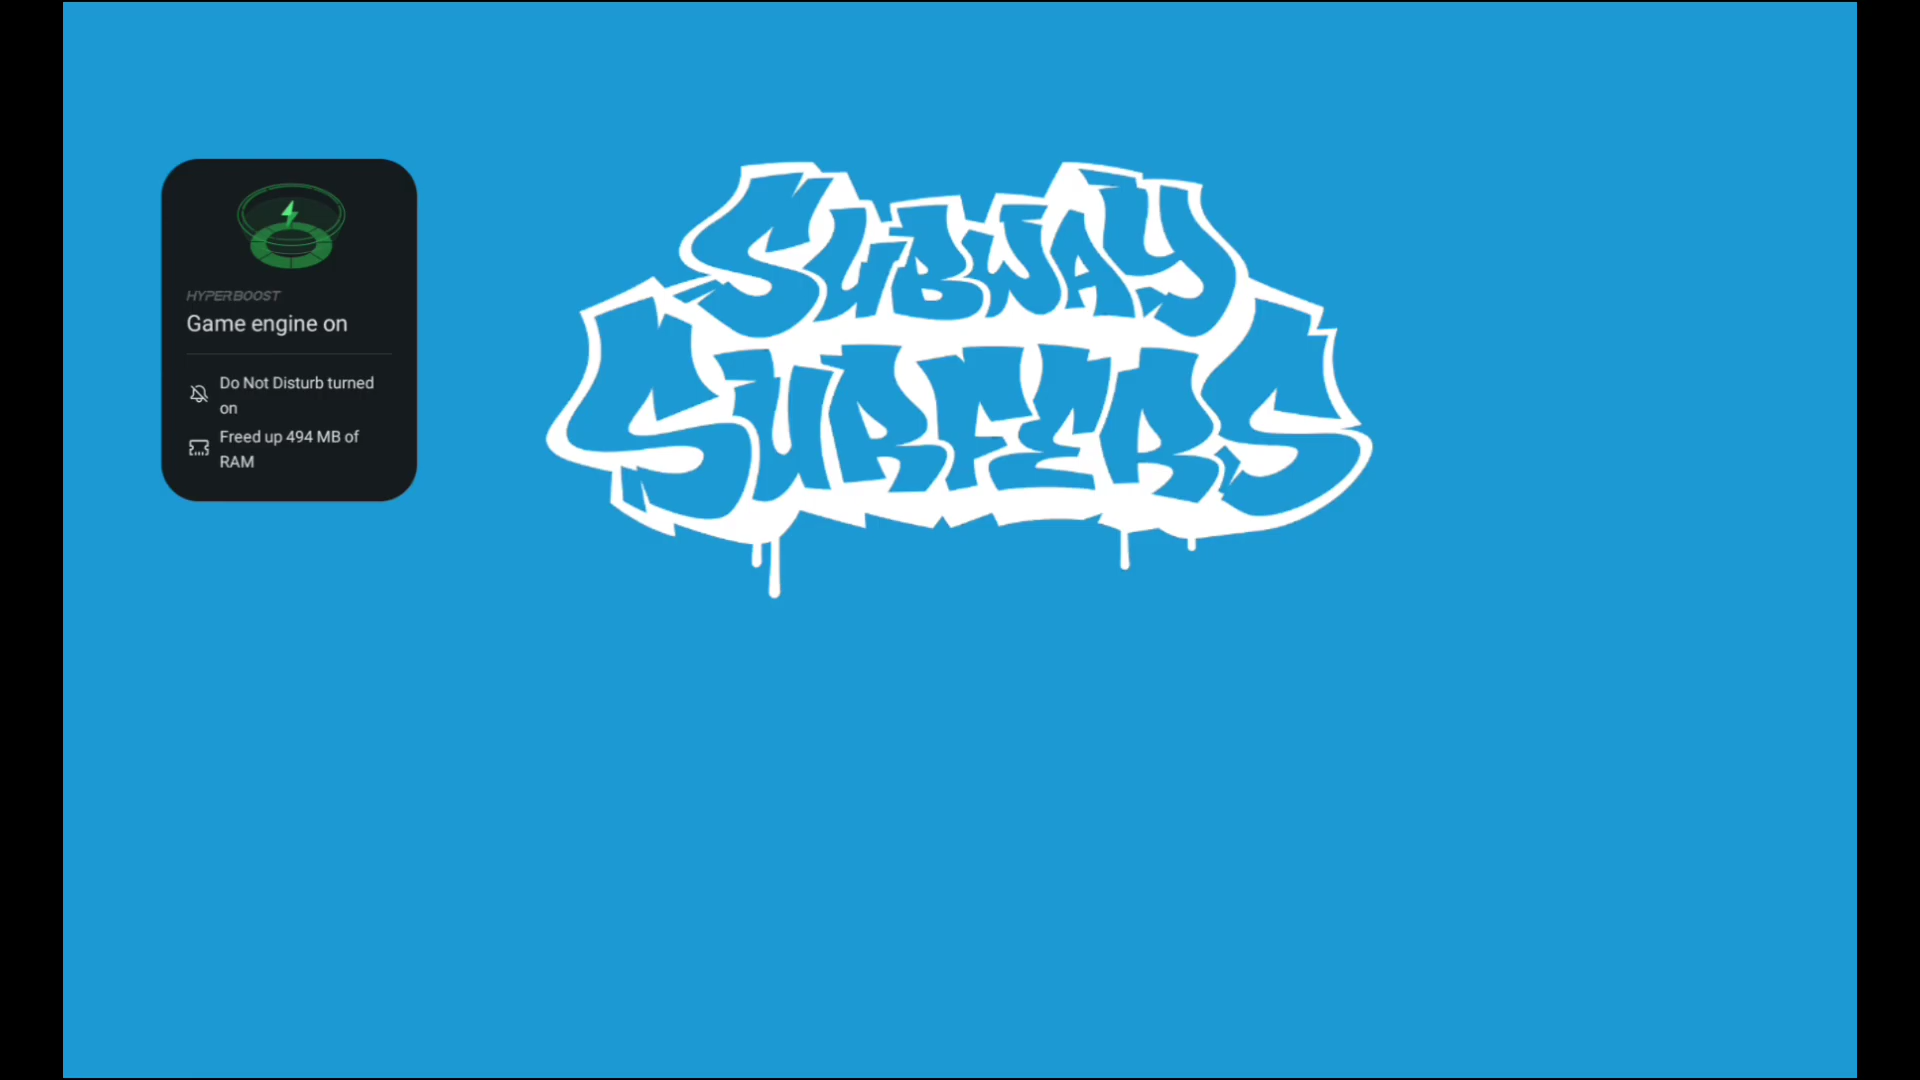 SUBWAY
SURFERS
HYPERBOOST
Game engine on
Do Not Disturb turned
on
Freed up 494 MB of
RAM